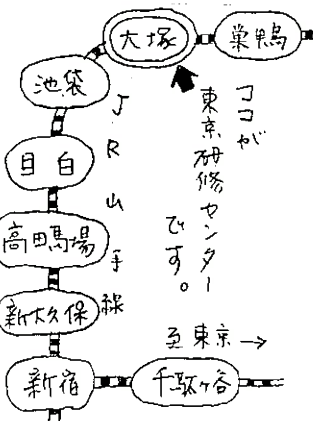 大塚
巣鴨
池袋
目白
高田馬場
新大久保
新宿
千駄ヶ谷
JR山手線
ココが
東京研修センター
です。
至東京→